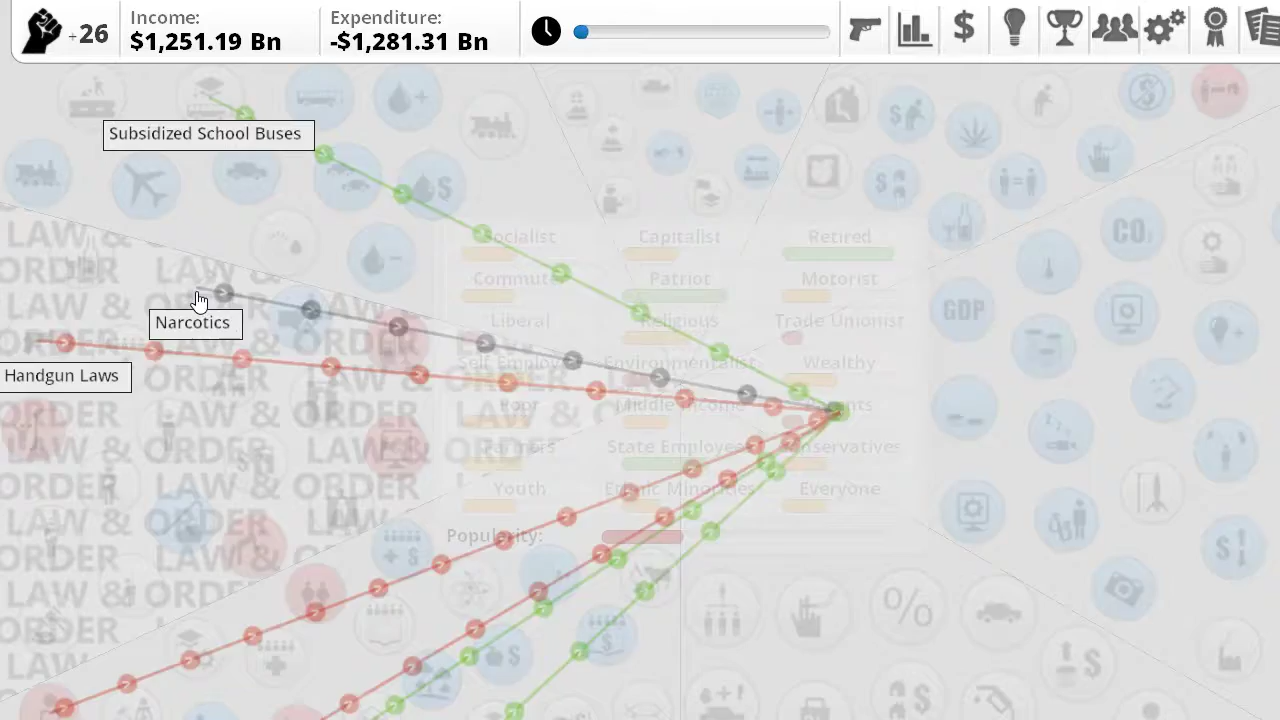 +26
Income:
$1,251.19 Bn
Expenditure:
-$1,281.31 Bn
Subsidized School Buses
Narcotics
Handgun Laws
Socialist
Capitalist
Retired
Commuter
Patriot
Motorist
Liberal
Religious
Trade Unionist
Self Employed
Environmentalist
Wealthy
Poor
Middle Income
Parents
Farmers
State Employees
Conservatives
Youth
Ethnic Minorities
Everyone
Popularity:
LAW & ORDER
GDP
CO₂